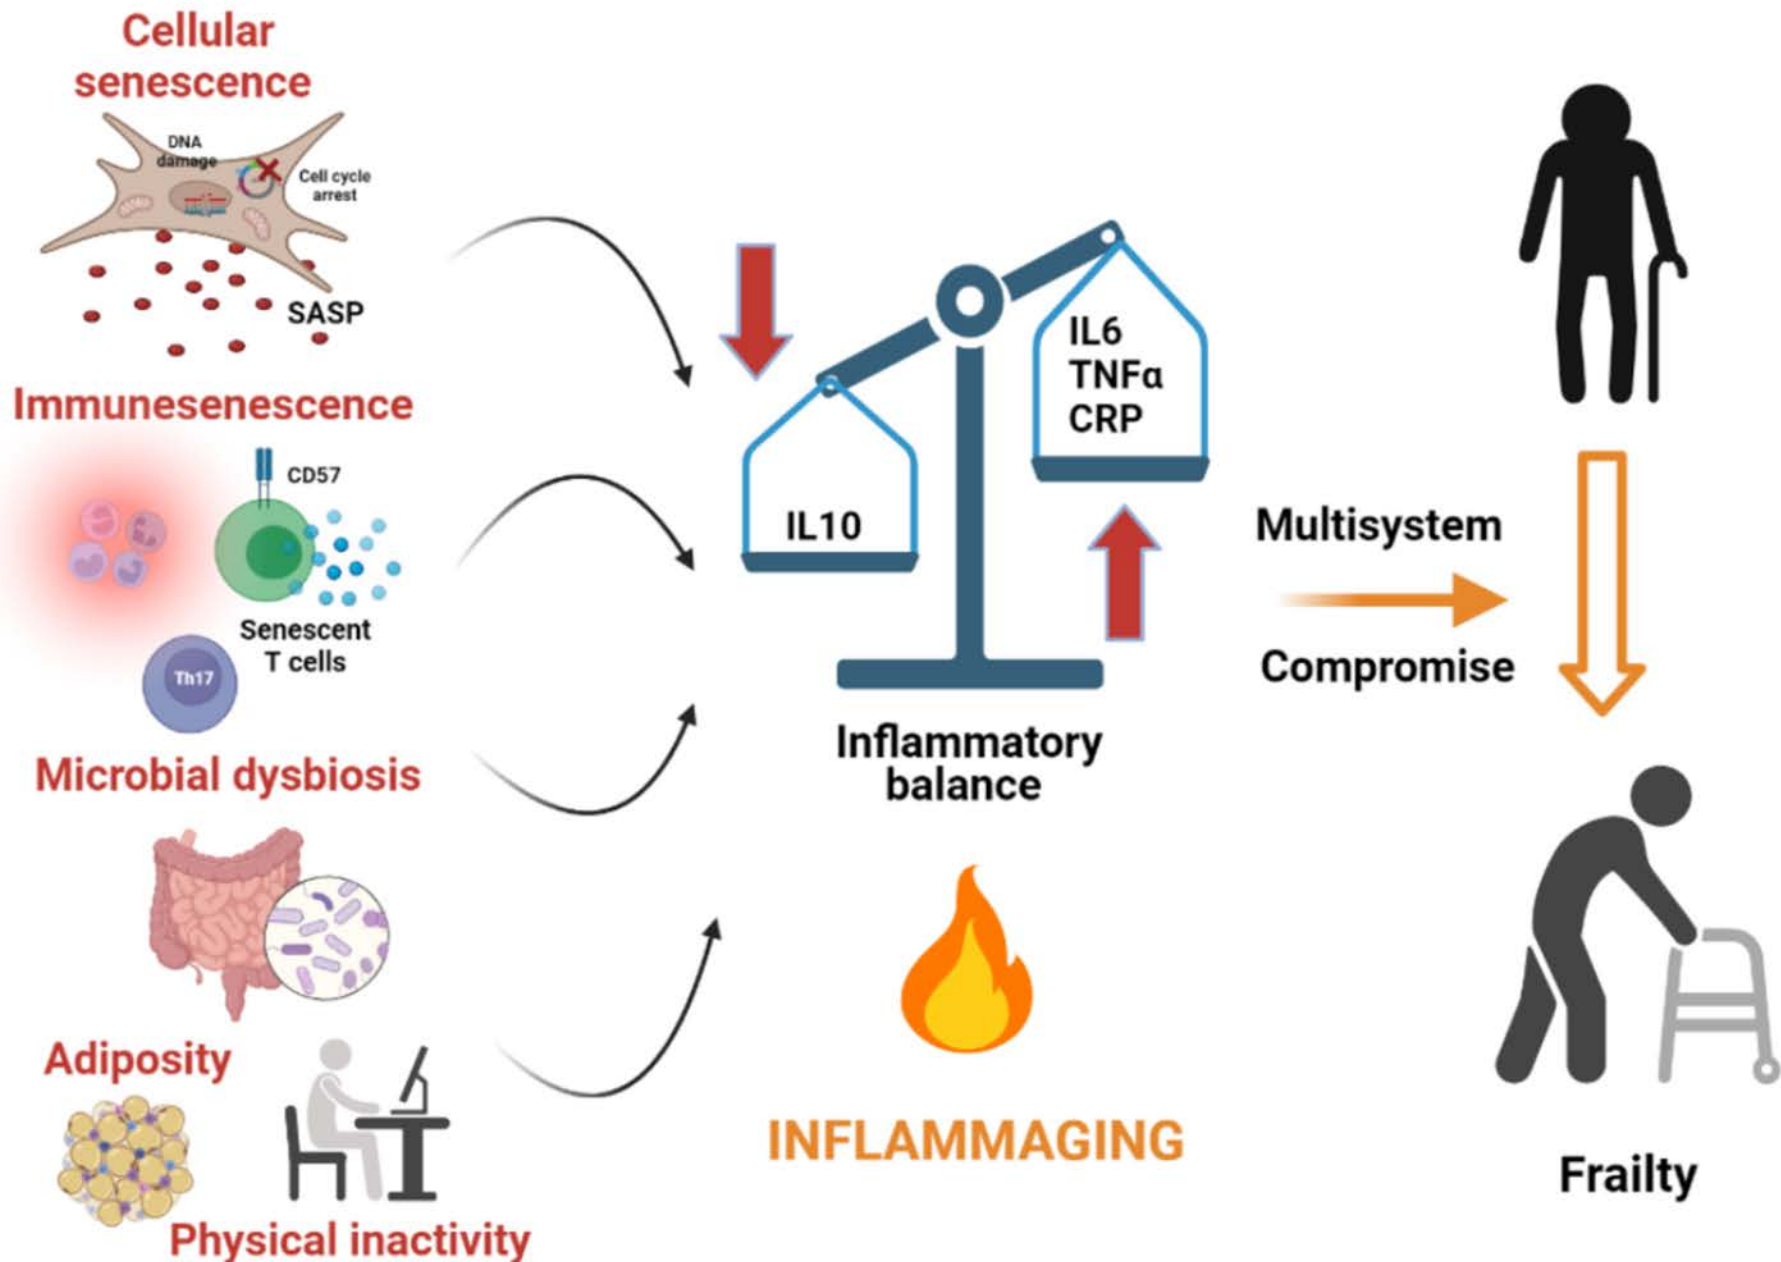 Cellular
senescence
DNA
damage
Cell cycle
arrest
SASP
Immunesenescence
CD57
Senescent
T cells
Th17
Microbial dysbiosis
Adiposity
Physical inactivity
IL10
IL6
TNFα
CRP
Inflammatory
balance
INFLAMMAGING
Multisystem
Compromise
Frailty